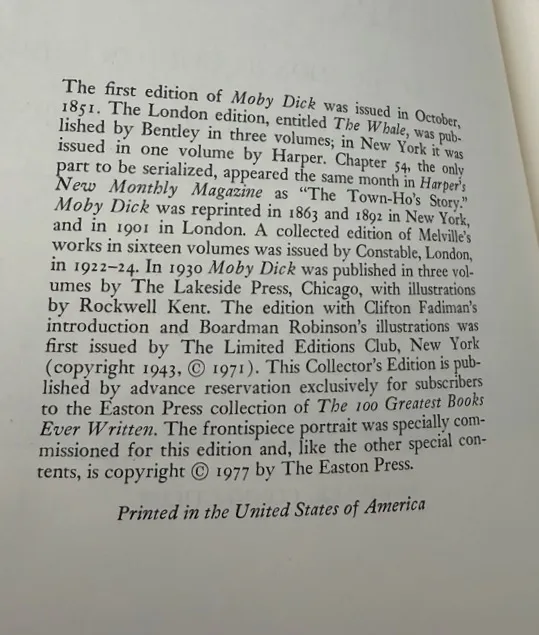 The first edition of Moby Dick was issued in October,
1851. The London edition, entitled The Whale, was pub-
lished by Bentley in three volumes; in New York it was
issued in one volume by Harper. Chapter 54, the only
part to be serialized, appeared the same month in Harper's
New Monthly Magazine as "The Town-Ho's Story."
Moby Dick was reprinted in 1863 and 1892 in New York,
and in 1901 in London. A collected edition of Melville's
works in sixteen volumes was issued by Constable, London,
in 1922–24. In 1930 Moby Dick was published in three vol-
umes by The Lakeside Press, Chicago, with illustrations
by Rockwell Kent. The edition with Clifton Fadiman's
introduction and Boardman Robinson's illustrations was
first issued by The Limited Editions Club, New York
(copyright 1943, © 1971). This Collector's Edition is pub-
lished by advance reservation exclusively for subscribers
to the Easton Press collection of The 100 Greatest Books
Ever Written. The frontispiece portrait was specially com-
missioned for this edition and, like the other special con-
tents, is copyright © 1977 by The Easton Press.
Printed in the United States of America